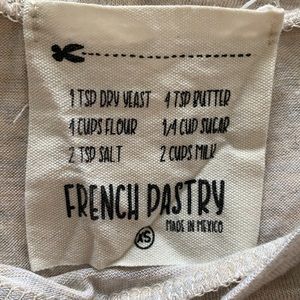 1 TSP DRY YEAST 4 TSP BUTTER
4 CUPS FLOUR 1/4 CUP SUGAR
2 TSP SALT 2 CUPS MILK
FRENCH PASTRY
MADE IN MEXICO
XS